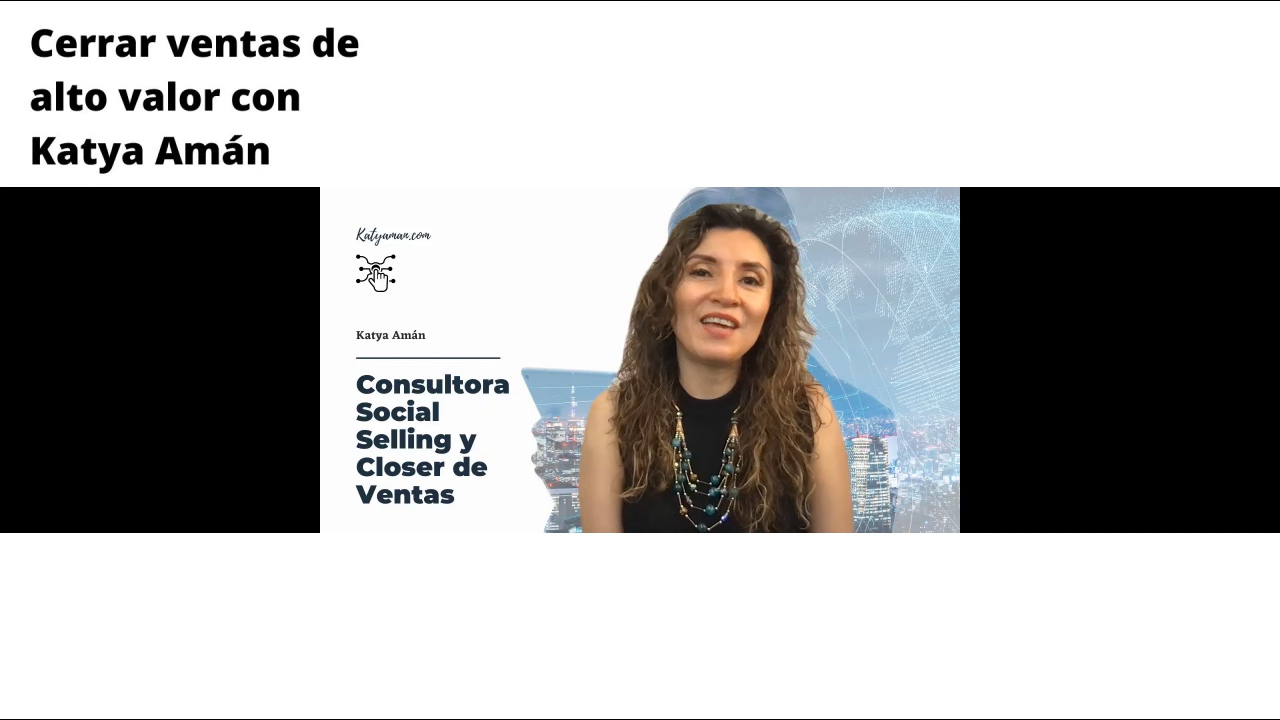 Cerrar ventas de
alto valor con
Katya Amán
Katyaman.com
Katya Amán
Consultora
Social
Selling y
Closer de
Ventas